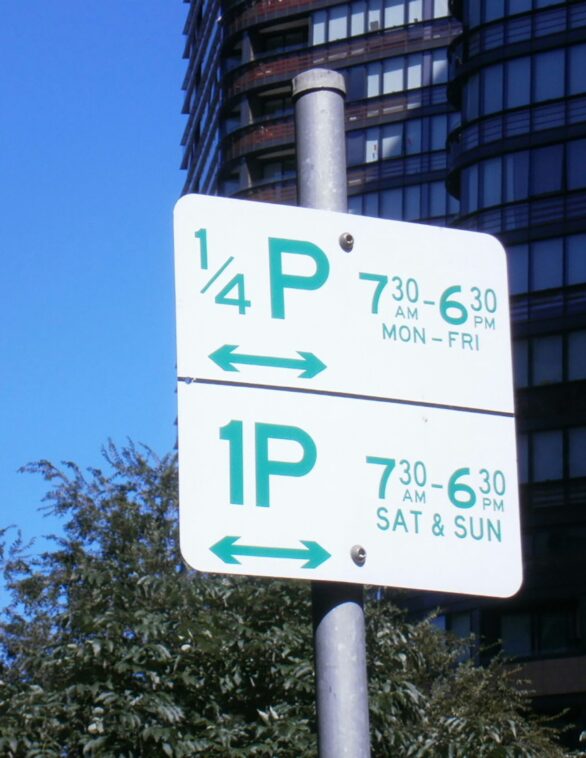 1/4 P 7 30 AM - 6 30 PM
MON - FRI
1P 7 30 AM - 6 30 PM
SAT & SUN